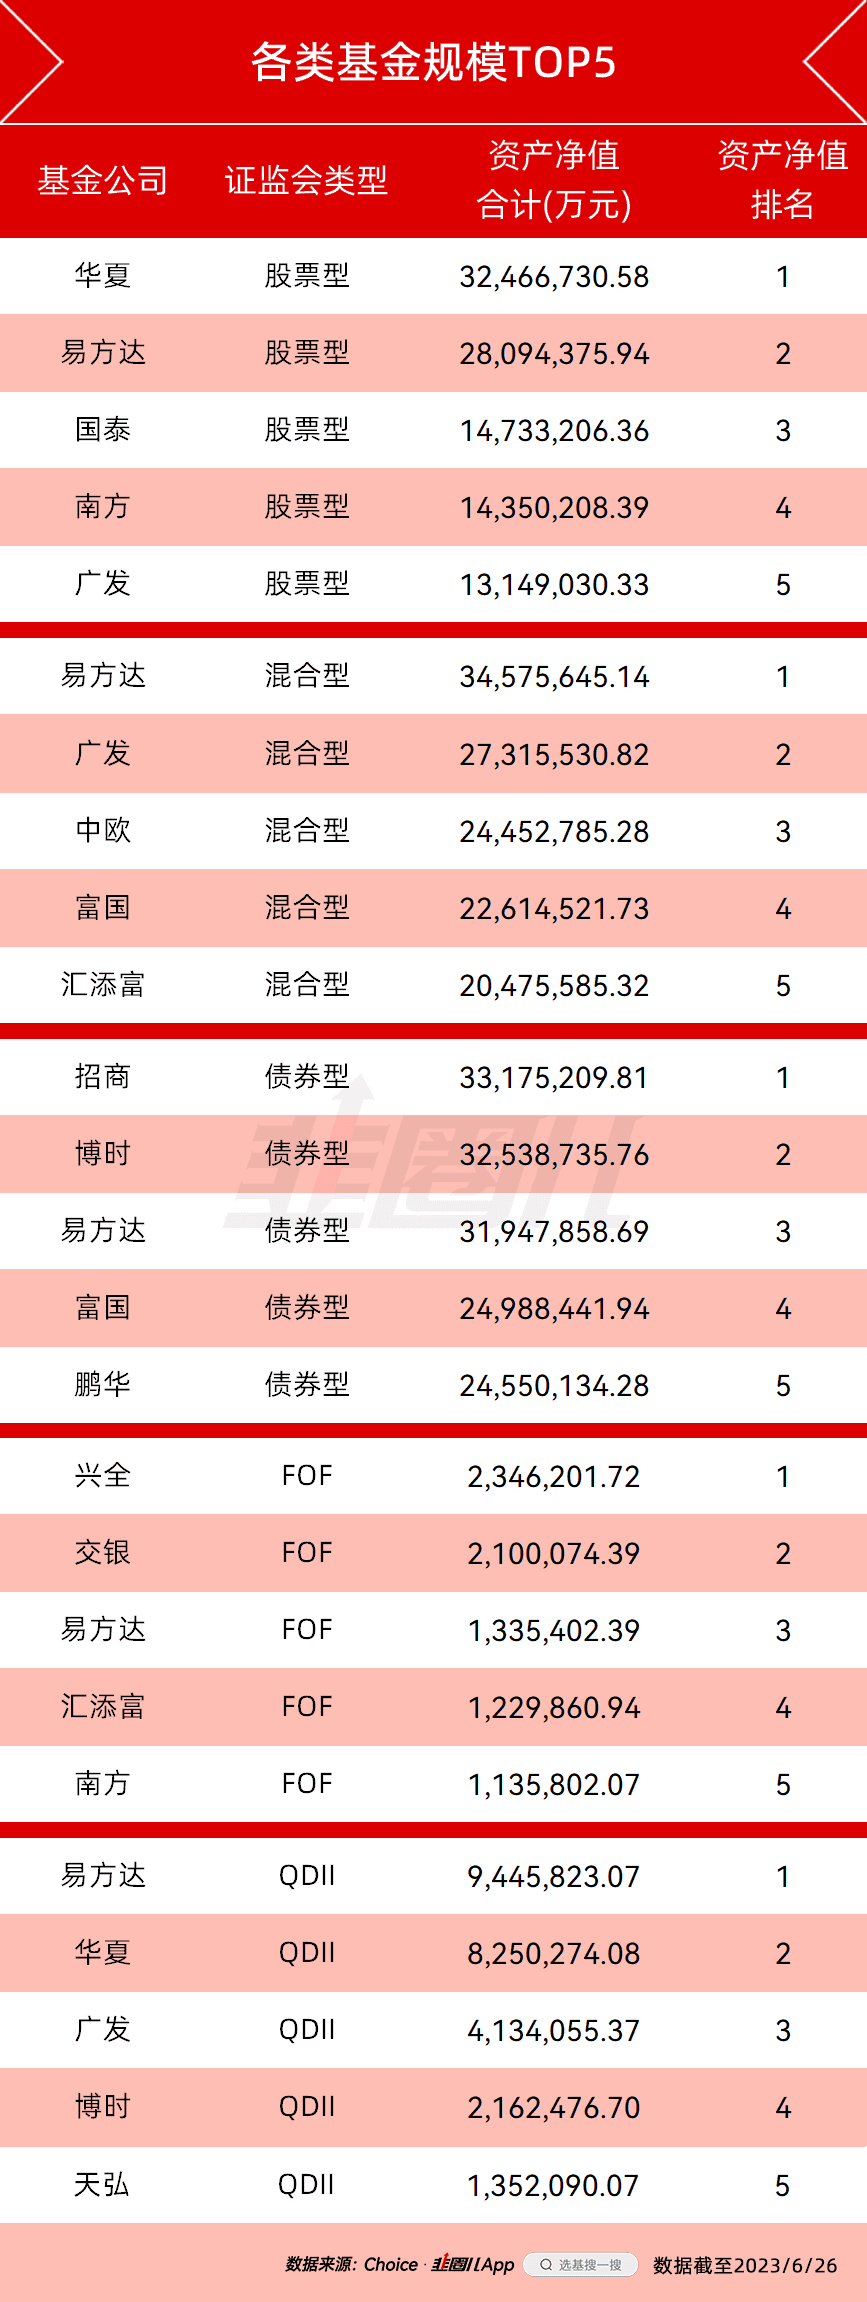 各类基金规模TOP5
基金公司 证监会类型 资产净值合计(万元) 资产净值排名
华夏 股票型 32,466,730.58 1
易方达 股票型 28,094,375.94 2
国泰 股票型 14,733,206.36 3
南方 股票型 14,350,208.39 4
广发 股票型 13,149,030.33 5
易方达 混合型 34,575,645.14 1
广发 混合型 27,315,530.82 2
中欧 混合型 24,452,785.28 3
富国 混合型 22,614,521.73 4
汇添富 混合型 20,475,585.32 5
招商 债券型 33,175,209.81 1
博时 债券型 32,538,735.76 2
易方达 债券型 31,947,858.69 3
富国 债券型 24,988,441.94 4
鹏华 债券型 24,550,134.28 5
韭圈儿
兴全 FOF 2,346,201.72 1
交银 FOF 2,100,074.39 2
易方达 FOF 1,335,402.39 3
汇添富 FOF 1,229,860.94 4
南方 FOF 1,135,802.07 5
易方达 QDII 9,445,823.07 1
华夏 QDII 8,250,274.08 2
广发 QDII 4,134,055.37 3
博时 QDII 2,162,476.70 4
天弘 QDII 1,352,090.07 5
数据来源：Choice · 韭圈儿App 选基搜一搜 数据截至2023/6/26